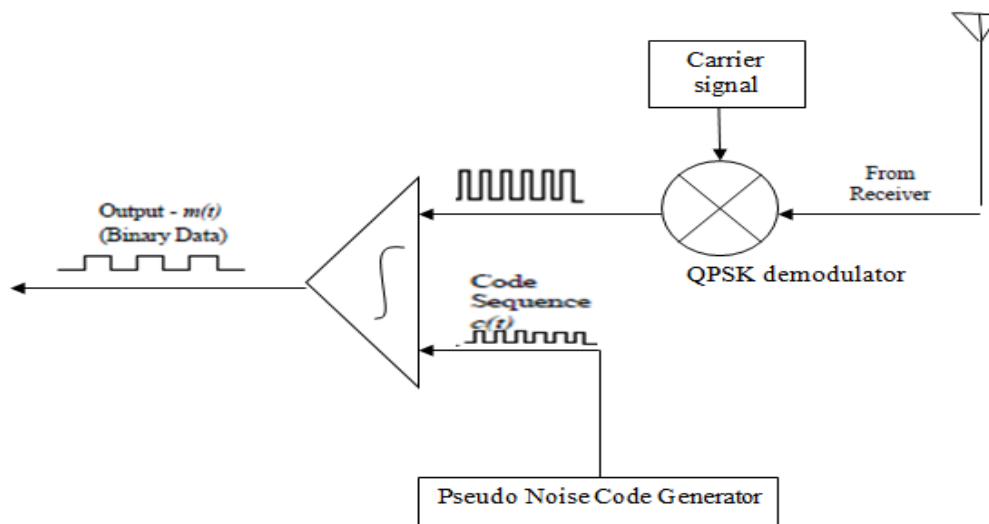 Carrier
signal
From
Receiver
QPSK demodulator
Output - m(t)
(Binary Data)
Code
Sequence
c(t)
Pseudo Noise Code Generator